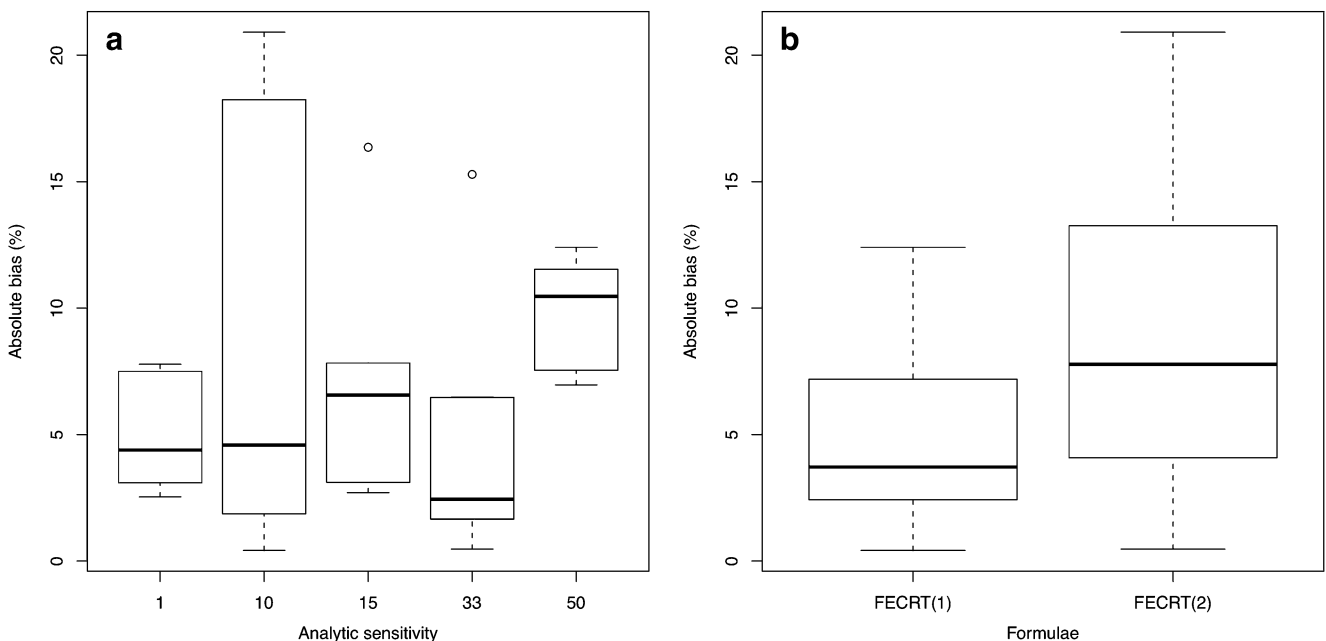 a
Absolute bias (%)
20
15
10
5
0
1 10 15 33 50
Analytic sensitivity
b
Absolute bias (%)
20
15
10
5
0
FECRT(1) FECRT(2)
Formulae